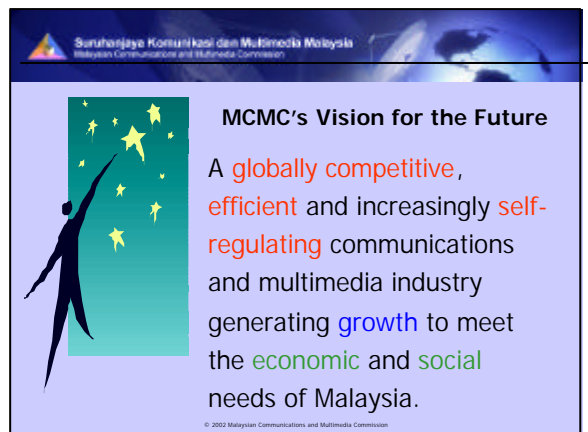 Suruhanjaya Komunikasi dan Multimedia Malaysia
Malaysian Communications and Multimedia Commission
MCMC's Vision for the Future
A globally competitive,
efficient and increasingly self-
regulating communications
and multimedia industry
generating growth to meet
the economic and social
needs of Malaysia.
© 2002 Malaysian Communications and Multimedia Commission